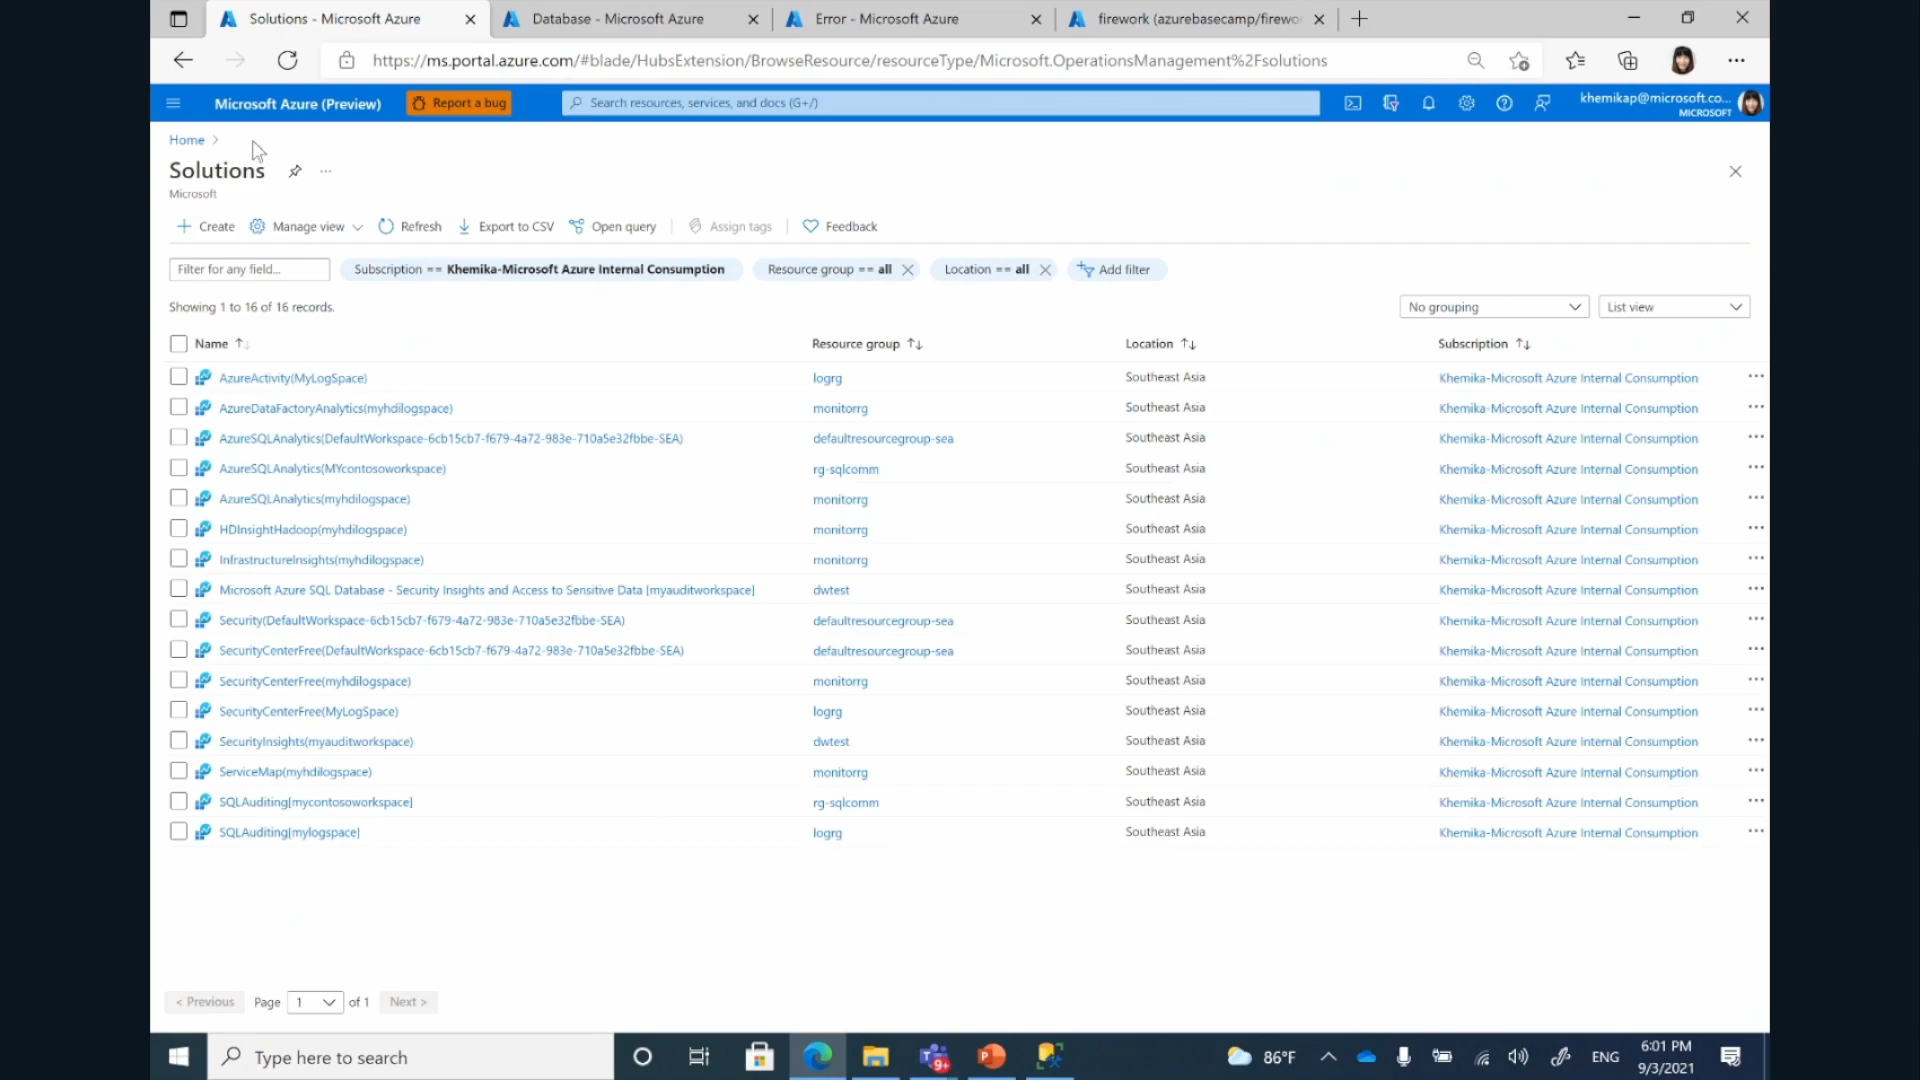 Solutions - Microsoft Azure
Database - Microsoft Azure
Error - Microsoft Azure
firework (azurebasecamp/firewo
https://ms.portal.azure.com/#blade/HubsExtension/BrowseResource/resourceType/Microsoft.OperationsManagement%2Fsolutions
Microsoft Azure (Preview)
Report a bug
Search resources, services, and docs (G+/)
khemikap@microsoft.co...
MICROSOFT
Home >
Solutions
...
Microsoft
Create
Manage view
Refresh
Export to CSV
Open query
Assign tags
Feedback
Filter for any field...
Subscription == Khemika-Microsoft Azure Internal Consumption
Resource group == all
Location == all
Add filter
Showing 1 to 16 of 16 records.
No grouping
List view
Name ↑↓ Resource group ↑↓ Location ↑↓ Subscription ↑↓
AzureActivity(MyLogSpace) logrg Southeast Asia Khemika-Microsoft Azure Internal Consumption ...
AzureDataFactoryAnalytics(myhdilogspace) monitorrg Southeast Asia Khemika-Microsoft Azure Internal Consumption ...
AzureSQLAnalytics(DefaultWorkspace-6cb15cb7-f679-4a72-983e-710a5e32fbbe-SEA) defaultresourcegroup-sea Southeast Asia Khemika-Microsoft Azure Internal Consumption ...
AzureSQLAnalytics(MYcontosoworkspace) rg-sqlcomm Southeast Asia Khemika-Microsoft Azure Internal Consumption ...
AzureSQLAnalytics(myhdilogspace) monitorrg Southeast Asia Khemika-Microsoft Azure Internal Consumption ...
HDInsightHadoop(myhdilogspace) monitorrg Southeast Asia Khemika-Microsoft Azure Internal Consumption ...
InfrastructureInsights(myhdilogspace) monitorrg Southeast Asia Khemika-Microsoft Azure Internal Consumption ...
Microsoft Azure SQL Database - Security Insights and Access to Sensitive Data [myauditworkspace] dwtest Southeast Asia Khemika-Microsoft Azure Internal Consumption ...
Security(DefaultWorkspace-6cb15cb7-f679-4a72-983e-710a5e32fbbe-SEA) defaultresourcegroup-sea Southeast Asia Khemika-Microsoft Azure Internal Consumption ...
SecurityCenterFree(DefaultWorkspace-6cb15cb7-f679-4a72-983e-710a5e32fbbe-SEA) defaultresourcegroup-sea Southeast Asia Khemika-Microsoft Azure Internal Consumption ...
SecurityCenterFree(myhdilogspace) monitorrg Southeast Asia Khemika-Microsoft Azure Internal Consumption ...
SecurityCenterFree(MyLogSpace) logrg Southeast Asia Khemika-Microsoft Azure Internal Consumption ...
SecurityInsights(myauditworkspace) dwtest Southeast Asia Khemika-Microsoft Azure Internal Consumption ...
ServiceMap(myhdilogspace) monitorrg Southeast Asia Khemika-Microsoft Azure Internal Consumption ...
SQLAuditing[mycontosoworkspace] rg-sqlcomm Southeast Asia Khemika-Microsoft Azure Internal Consumption ...
SQLAuditing[mylogspace] logrg Southeast Asia Khemika-Microsoft Azure Internal Consumption ...
< Previous Page 1 of 1 Next >
Type here to search
9+
86°F
ENG
6:01 PM
9/3/2021